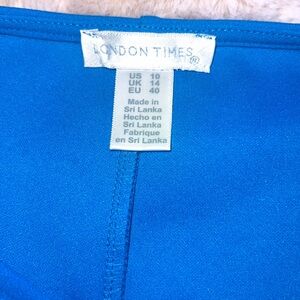 LONDON TIMES
US 10
UK 14
EU 40
Made in
Sri Lanka
Hecho en
Sri Lanka
Fabrique
en Sri Lanka